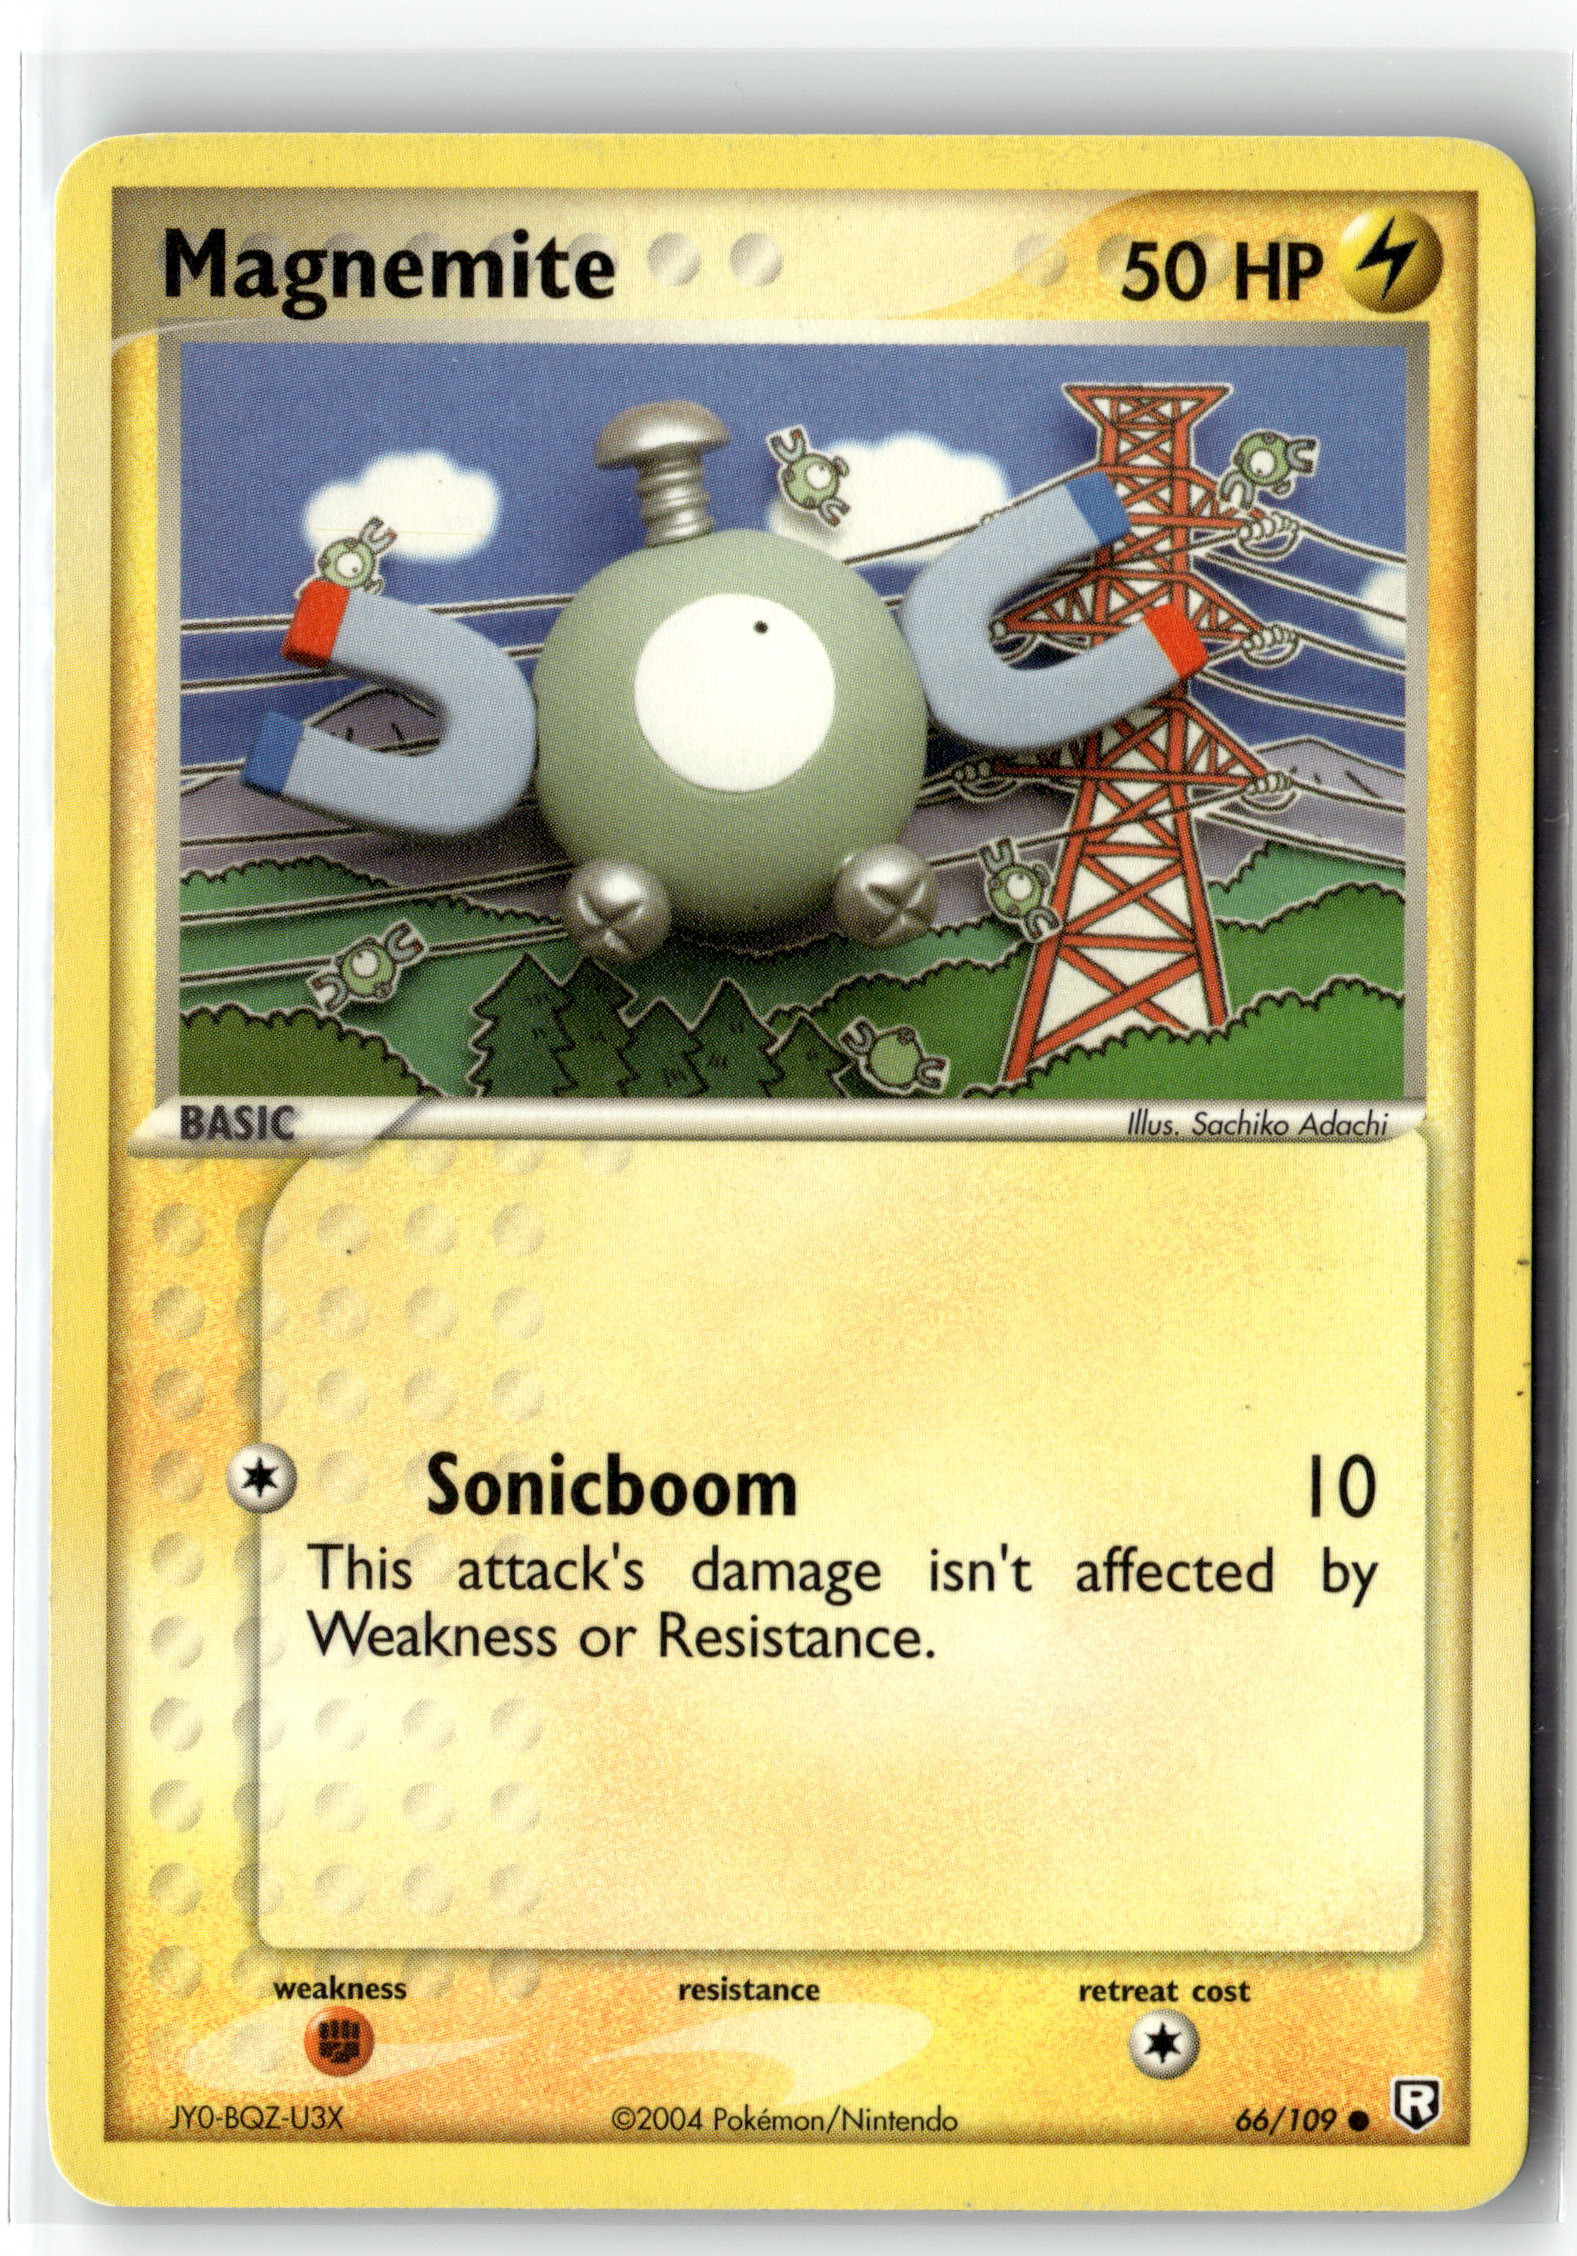 Magnemite 50 HP
BASIC
Illus. Sachiko Adachi
Sonicboom 10
This attack's damage isn't affected by
Weakness or Resistance.
weakness resistance retreat cost
JY0-BQZ-U3X ©2004 Pokémon/Nintendo 66/109 R